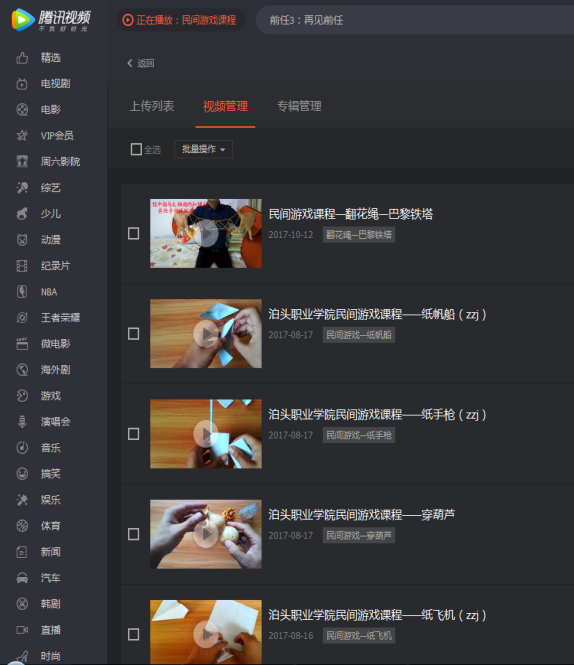 腾讯视频
不负好时光
正在播放：民间游戏课程
前任3：再见前任
返回
精选
电视剧
电影
VIP会员
周六影院
综艺
少儿
动漫
纪录片
NBA
王者荣耀
微电影
海外剧
游戏
演唱会
音乐
搞笑
娱乐
体育
新闻
汽车
韩剧
直播
时尚
上传列表 视频管理 专辑管理
全选 批量操作
民间游戏课程—翻花绳—巴黎铁塔
2017-10-12 翻花绳—巴黎铁塔
泊头职业学院民间游戏课程——纸帆船（zzj）
2017-08-17 民间游戏—纸帆船
泊头职业学院民间游戏课程——纸手枪（zzj）
2017-08-17 民间游戏—纸手枪
泊头职业学院民间游戏课程——穿葫芦
2017-08-17 民间游戏—穿葫芦
泊头职业学院民间游戏课程——纸飞机（zzj）
2017-08-16 民间游戏—纸飞机